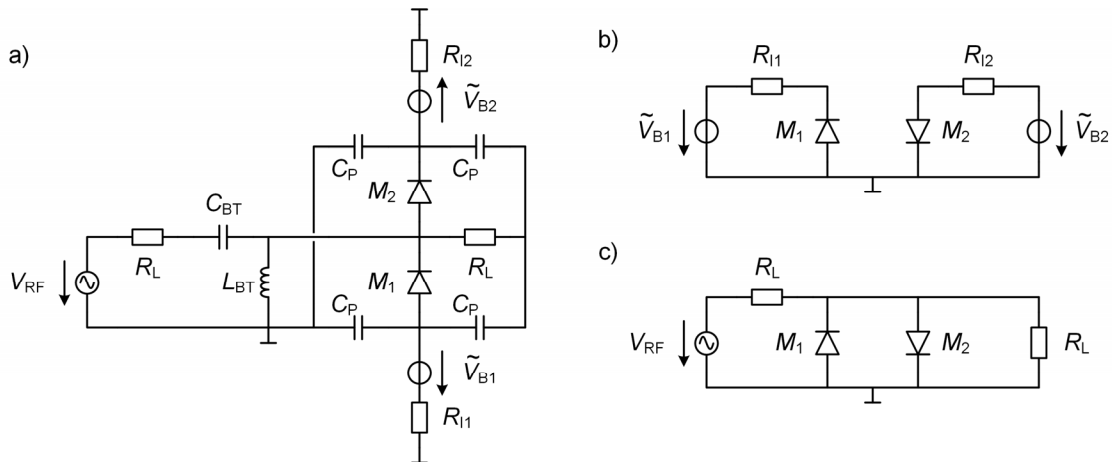 a)
R_I2
Ṽ_B2
C_P
C_P
M_2
C_BT
R_L
V_RF
L_BT
M_1
R_L
C_P
C_P
Ṽ_B1
R_I1
b)
R_I1
R_I2
Ṽ_B1
M_1
M_2
Ṽ_B2
c)
R_L
V_RF
M_1
M_2
R_L